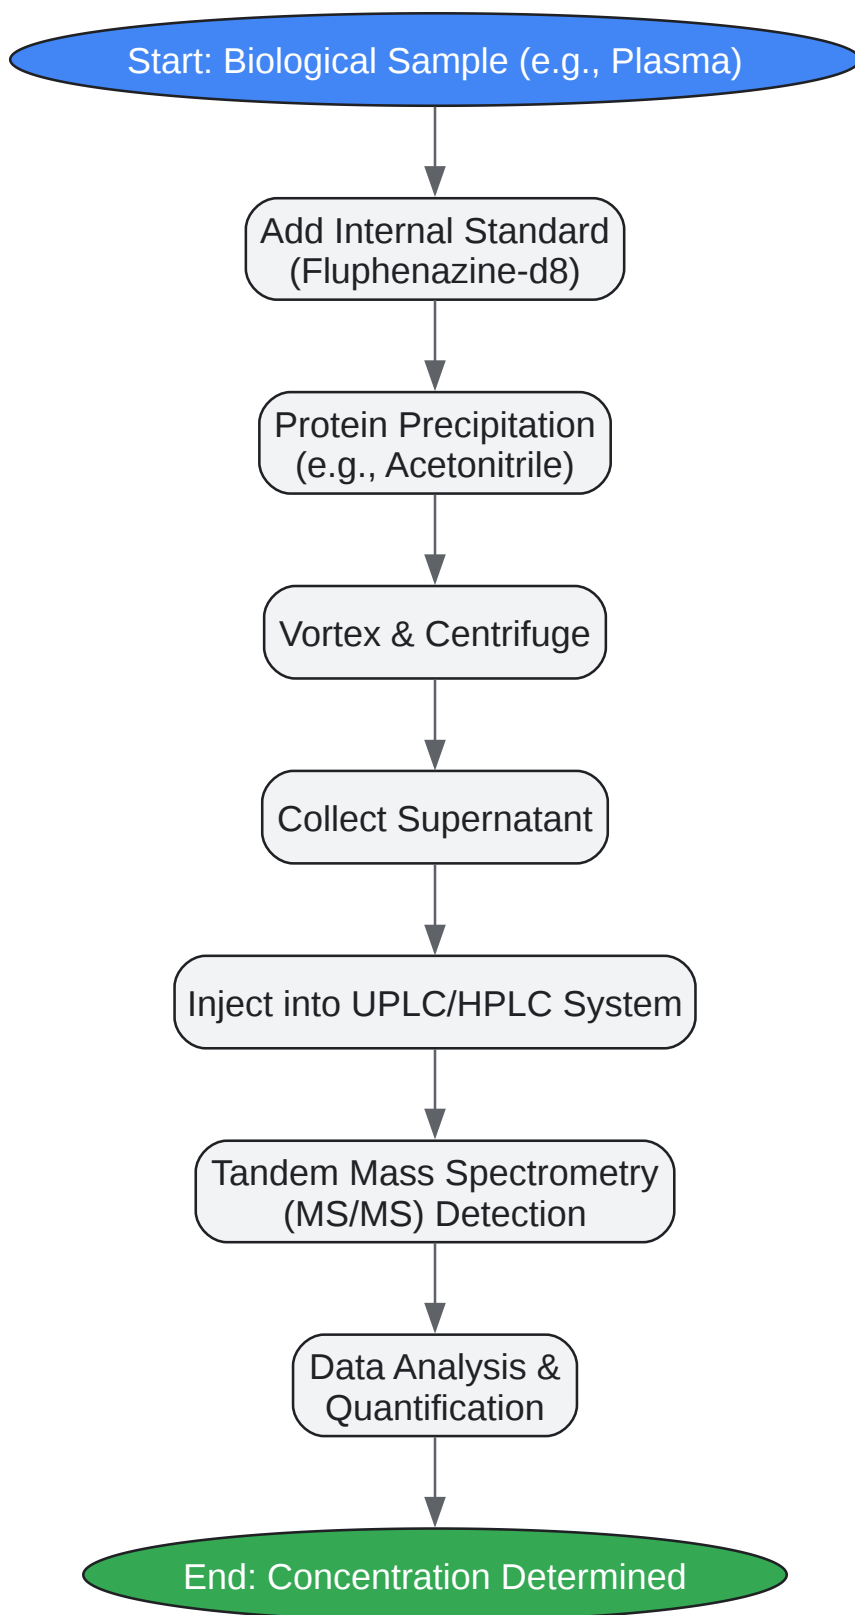 Start: Biological Sample (e.g., Plasma)
Add Internal Standard
(Fluphenazine-d8)
Protein Precipitation
(e.g., Acetonitrile)
Vortex & Centrifuge
Collect Supernatant
Inject into UPLC/HPLC System
Tandem Mass Spectrometry
(MS/MS) Detection
Data Analysis &
Quantification
End: Concentration Determined